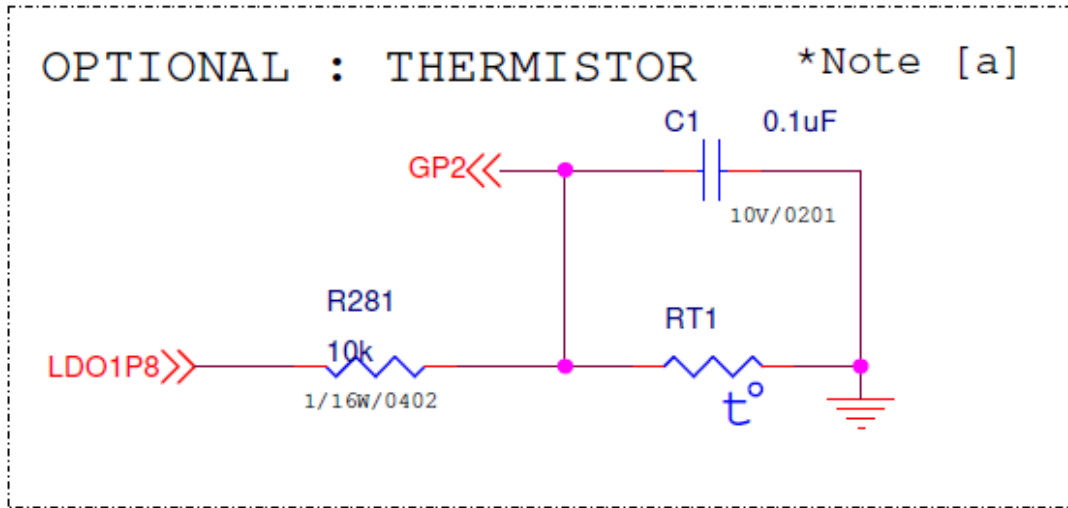 OPTIONAL : THERMISTOR *Note [a]
C1 0.1uF
GP2
10V/0201
R281
RT1
10k
LDO1P8
1/16W/0402
t°